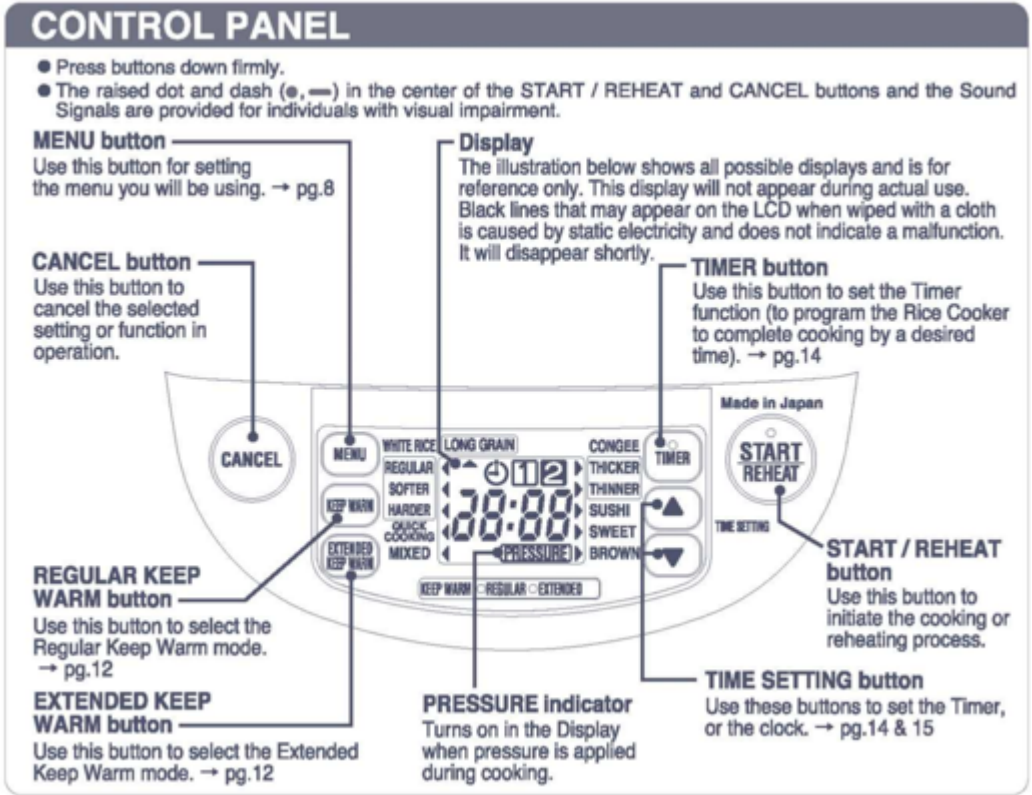 CONTROL PANEL
● Press buttons down firmly.
● The raised dot and dash (●, ━) in the center of the START / REHEAT and CANCEL buttons and the Sound
Signals are provided for individuals with visual impairment.
MENU button
Use this button for setting
the menu you will be using. → pg.8
Display
The illustration below shows all possible displays and is for
reference only. This display will not appear during actual use.
Black lines that may appear on the LCD when wiped with a cloth
is caused by static electricity and does not indicate a malfunction.
It will disappear shortly.
CANCEL button
Use this button to
cancel the selected
setting or function in
operation.
TIMER button
Use this button to set the Timer
function (to program the Rice Cooker
to complete cooking by a desired
time). → pg.14
Made in Japan
CANCEL
MENU
KEEP WARM
EXTENDED
KEEP WARM
WHITE RICE
REGULAR
SOFTER
HARDER
QUICK
COOKING
MIXED
LONG GRAIN
1 2
28:88
PRESSURE
CONGEE
THICKER
THINNER
SUSHI
SWEET
BROWN
KEEP WARM ○REGULAR ○EXTENDED
TIMER
▲
▼
TIME SETTING
START
REHEAT
REGULAR KEEP
WARM button
Use this button to select the
Regular Keep Warm mode.
→ pg.12
EXTENDED KEEP
WARM button
Use this button to select the Extended
Keep Warm mode. → pg.12
PRESSURE indicator
Turns on in the Display
when pressure is applied
during cooking.
START / REHEAT
button
Use this button to
initiate the cooking or
reheating process.
TIME SETTING button
Use these buttons to set the Timer,
or the clock. → pg.14 & 15